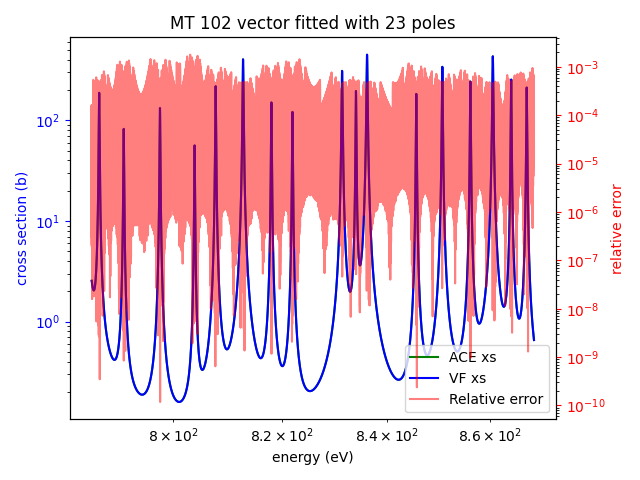 MT 102 vector fitted with 23 poles
cross section (b)
10²
10¹
10⁰
10⁻³
10⁻⁴
10⁻⁵
10⁻⁶
10⁻⁷
10⁻⁸
10⁻⁹
10⁻¹⁰
relative error
ACE xs
VF xs
Relative error
8 × 10² 8.2 × 10² 8.4 × 10² 8.6 × 10²
energy (eV)